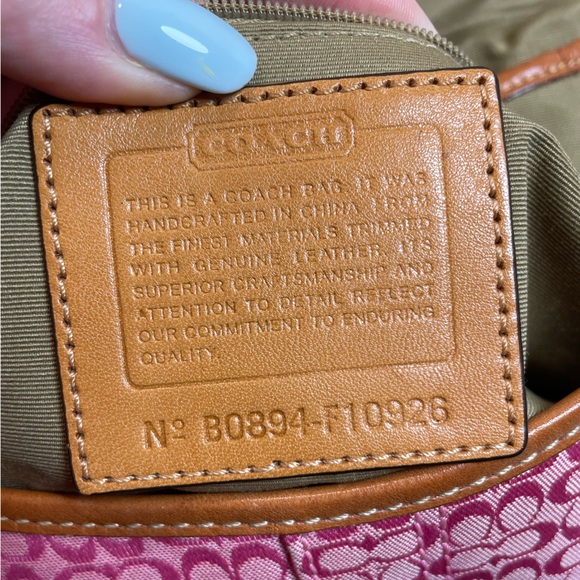 COACH
THIS IS A COACH BAG. IT WAS
HANDCRAFTED IN CHINA FROM
THE FINEST MATERIALS TRIMMED
WITH GENUINE LEATHER. ITS
SUPERIOR CRAFTSMANSHIP AND
ATTENTION TO DETAIL REFLECT
OUR COMMITMENT TO ENDURING
QUALITY.
Nº B0894-F10926